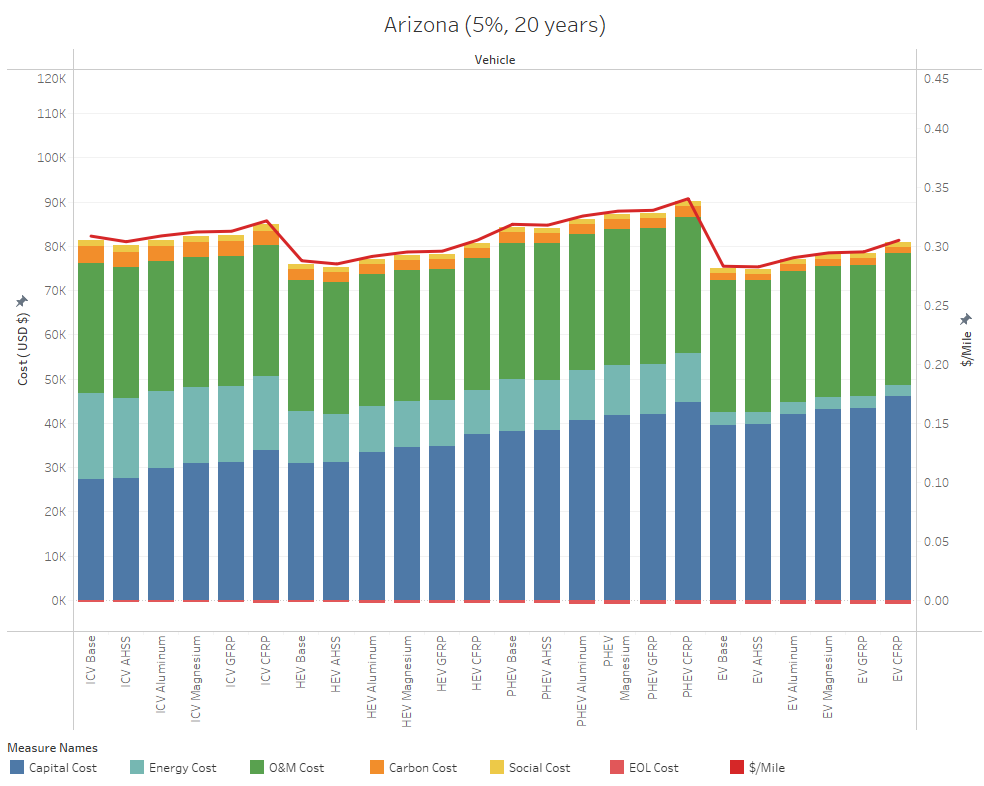 Arizona (5%, 20 years)
Vehicle
120K
110K
100K
90K
80K
70K
60K
50K
40K
30K
20K
10K
0K
Cost ( USD $)
0.45
0.40
0.35
0.30
0.25
0.20
0.15
0.10
0.05
0.00
$/Mile
ICV Base
ICV AHSS
ICV Aluminum
ICV Magnesium
ICV GFRP
ICV CFRP
HEV Base
HEV AHSS
HEV Aluminum
HEV Magnesium
HEV GFRP
HEV CFRP
PHEV Base
PHEV AHSS
PHEV Aluminum
PHEV
Magnesium
PHEV GFRP
PHEV CFRP
EV Base
EV AHSS
EV Aluminum
EV Magnesium
EV GFRP
EV CFRP
Measure Names
Capital Cost
Energy Cost
O&M Cost
Carbon Cost
Social Cost
EOL Cost
$/Mile